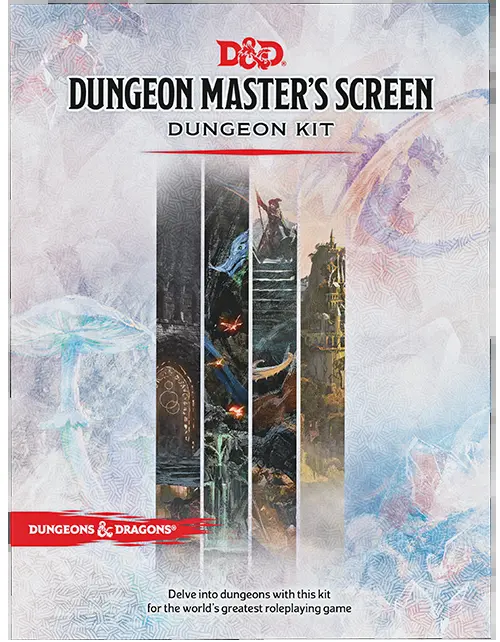 D&D®
DUNGEON MASTER'S SCREEN
DUNGEON KIT
DUNGEONS & DRAGONS®
Delve into dungeons with this kit
for the world's greatest roleplaying game